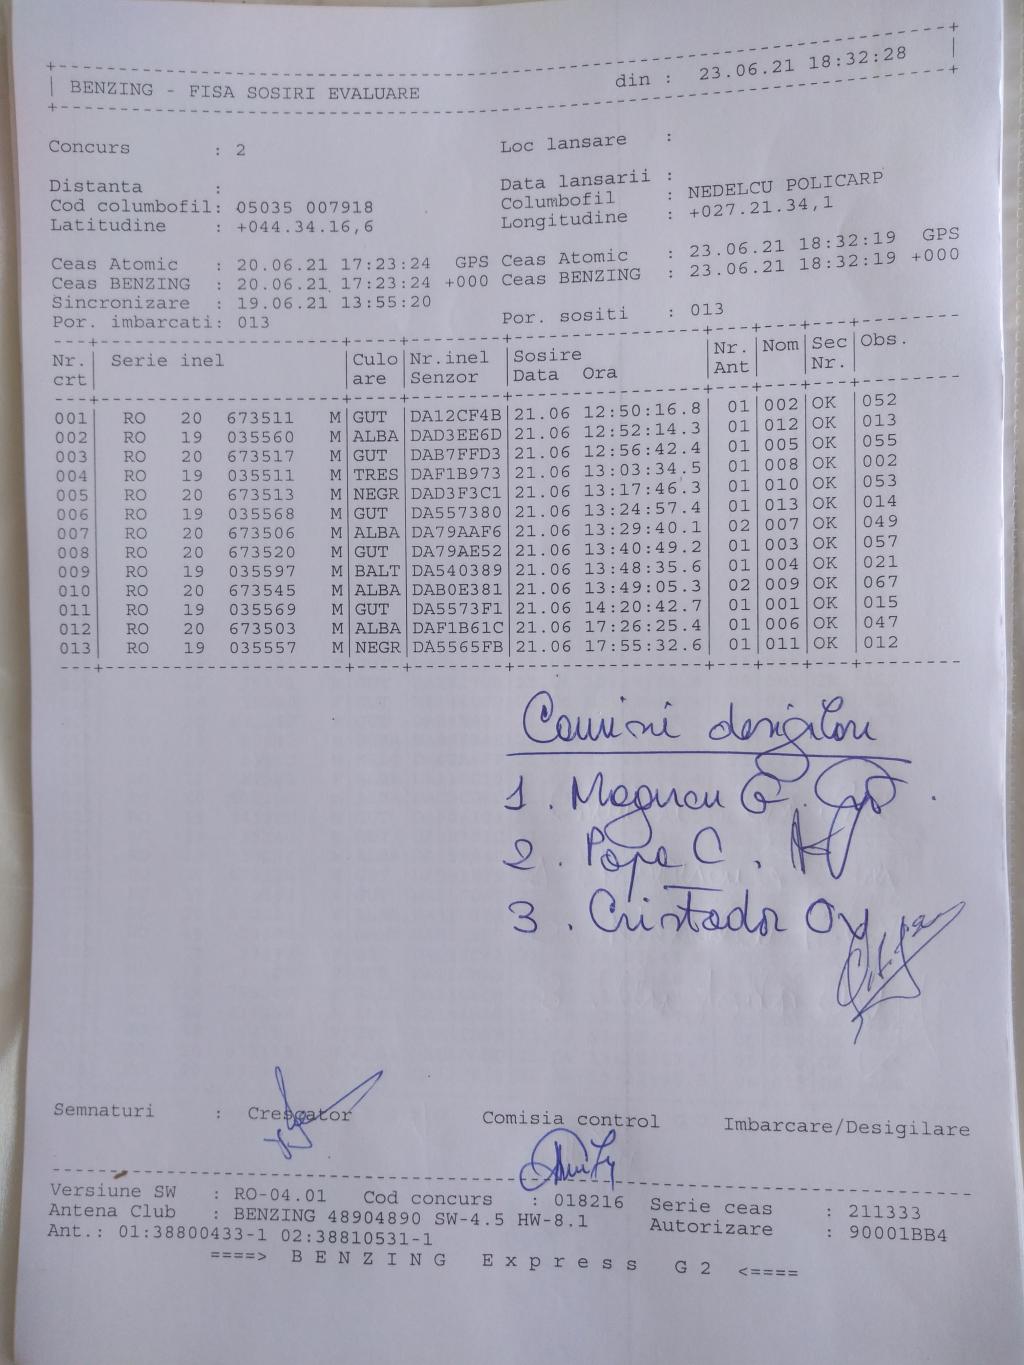 BENZING - FISA SOSIRI EVALUARE din : 23.06.21 18:32:28
Concurs : 2 Loc lansare :
Distanta : Data lansarii :
Cod columbofil: 05035 007918 Columbofil : NEDELCU POLICARP
Latitudine : +044.34.16,6 Longitudine : +027.21.34,1
Ceas Atomic : 20.06.21 17:23:24 GPS Ceas Atomic : 23.06.21 18:32:19 GPS
Ceas BENZING : 20.06.21 17:23:24 +000 Ceas BENZING : 23.06.21 18:32:19 +000
Sincronizare : 19.06.21 13:55:20
Por. imbarcati: 013 Por. sositi : 013
Nr. Serie inel Culo Nr.inel Sosire Nr. Nom Sec Obs.
crt are Senzor Data Ora Ant Nr.
001 RO 20 673511 M GUT DA12CF4B 21.06 12:50:16.8 01 002 OK 052
002 RO 19 035560 M ALBA DAD3EE6D 21.06 12:52:14.3 01 012 OK 013
003 RO 20 673517 M GUT DAB7FFD3 21.06 12:56:42.4 01 005 OK 055
004 RO 19 035511 M TRES DAF1B973 21.06 13:03:34.5 01 008 OK 002
005 RO 20 673513 M NEGR DAD3F3C1 21.06 13:17:46.3 01 010 OK 053
006 RO 19 035568 M GUT DA557380 21.06 13:24:57.4 01 013 OK 014
007 RO 20 673506 M ALBA DA79AAF6 21.06 13:29:40.1 02 007 OK 049
008 RO 20 673520 M GUT DA79AE52 21.06 13:40:49.2 01 003 OK 057
009 RO 19 035597 M BALT DA540389 21.06 13:48:35.6 01 004 OK 021
010 RO 20 673545 M ALBA DAB0E381 21.06 13:49:05.3 02 009 OK 067
011 RO 19 035569 M GUT DA5573F1 21.06 14:20:42.7 01 001 OK 015
012 RO 20 673503 M ALBA DAF1B61C 21.06 17:26:25.4 01 006 OK 047
013 RO 19 035557 M NEGR DA5565FB 21.06 17:55:32.6 01 011 OK 012
1. G.
2. Popa C.
3. Cristador
Semnaturi : Crescator Comisia control Imbarcare/Desigilare
Versiune SW : RO-04.01 Cod concurs : 018216 Serie ceas : 211333
Antena Club : BENZING 48904890 SW-4.5 HW-8.1 Autorizare : 90001BB4
Ant.: 01:38800433-1 02:38810531-1
====> B E N Z I N G E x p r e s s G 2 <====